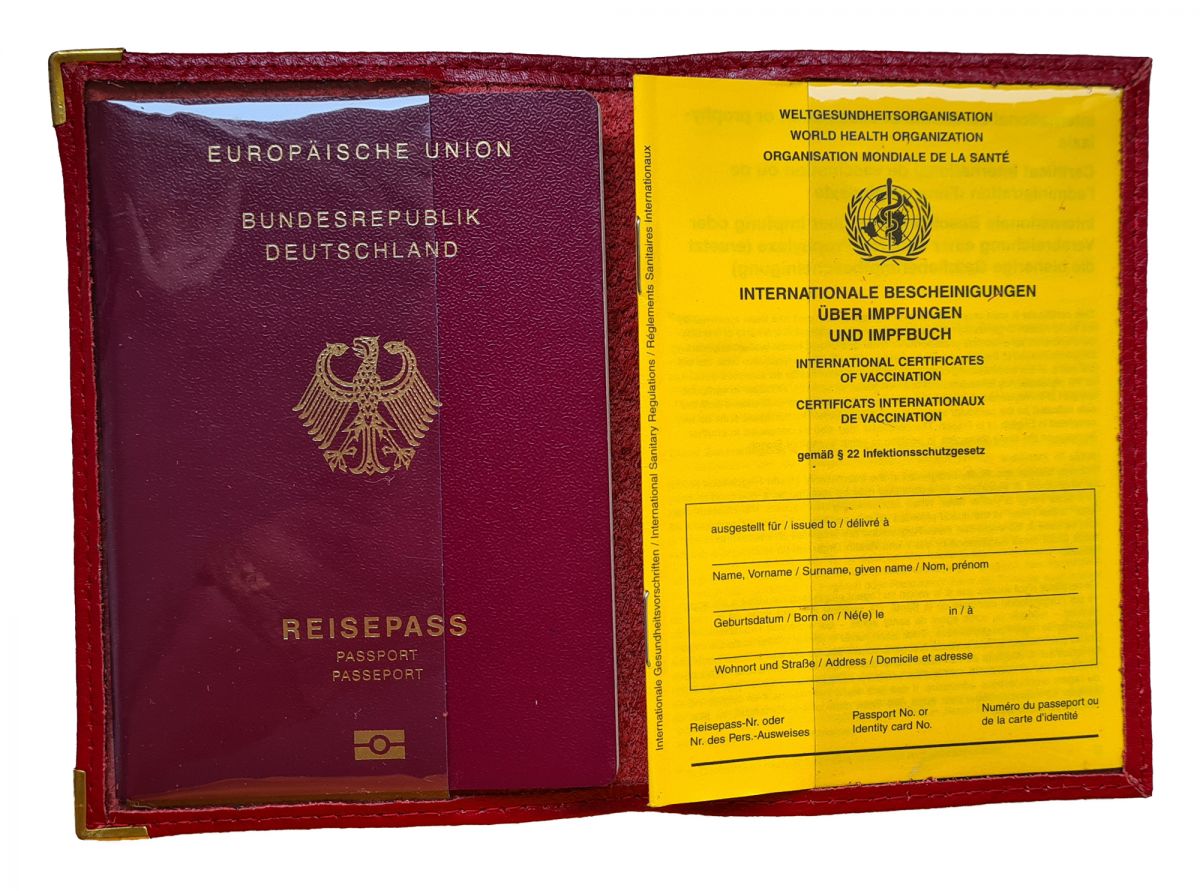 EUROPÄISCHE UNION
BUNDESREPUBLIK
DEUTSCHLAND
REISEPASS
PASSPORT
PASSEPORT
Internationale Gesundheitsvorschriften / International Sanitary Regulations / Règlements Sanitaires Internationaux
WELTGESUNDHEITSORGANISATION
WORLD HEALTH ORGANIZATION
ORGANISATION MONDIALE DE LA SANTÉ
INTERNATIONALE BESCHEINIGUNGEN
ÜBER IMPFUNGEN
UND IMPFBUCH
INTERNATIONAL CERTIFICATES
OF VACCINATION
CERTIFICATS INTERNATIONAUX
DE VACCINATION
gemäß § 22 Infektionsschutzgesetz
ausgestellt für / issued to / délivré à
Name, Vorname / Surname, given name / Nom, prénom
Geburtsdatum / Born on / Né(e) le in / à
Wohnort und Straße / Address / Domicile et adresse
Reisepass-Nr. oder
Nr. des Pers.-Ausweises
Passport No. or
Identity card No.
Numéro du passeport ou
de la carte d'identité